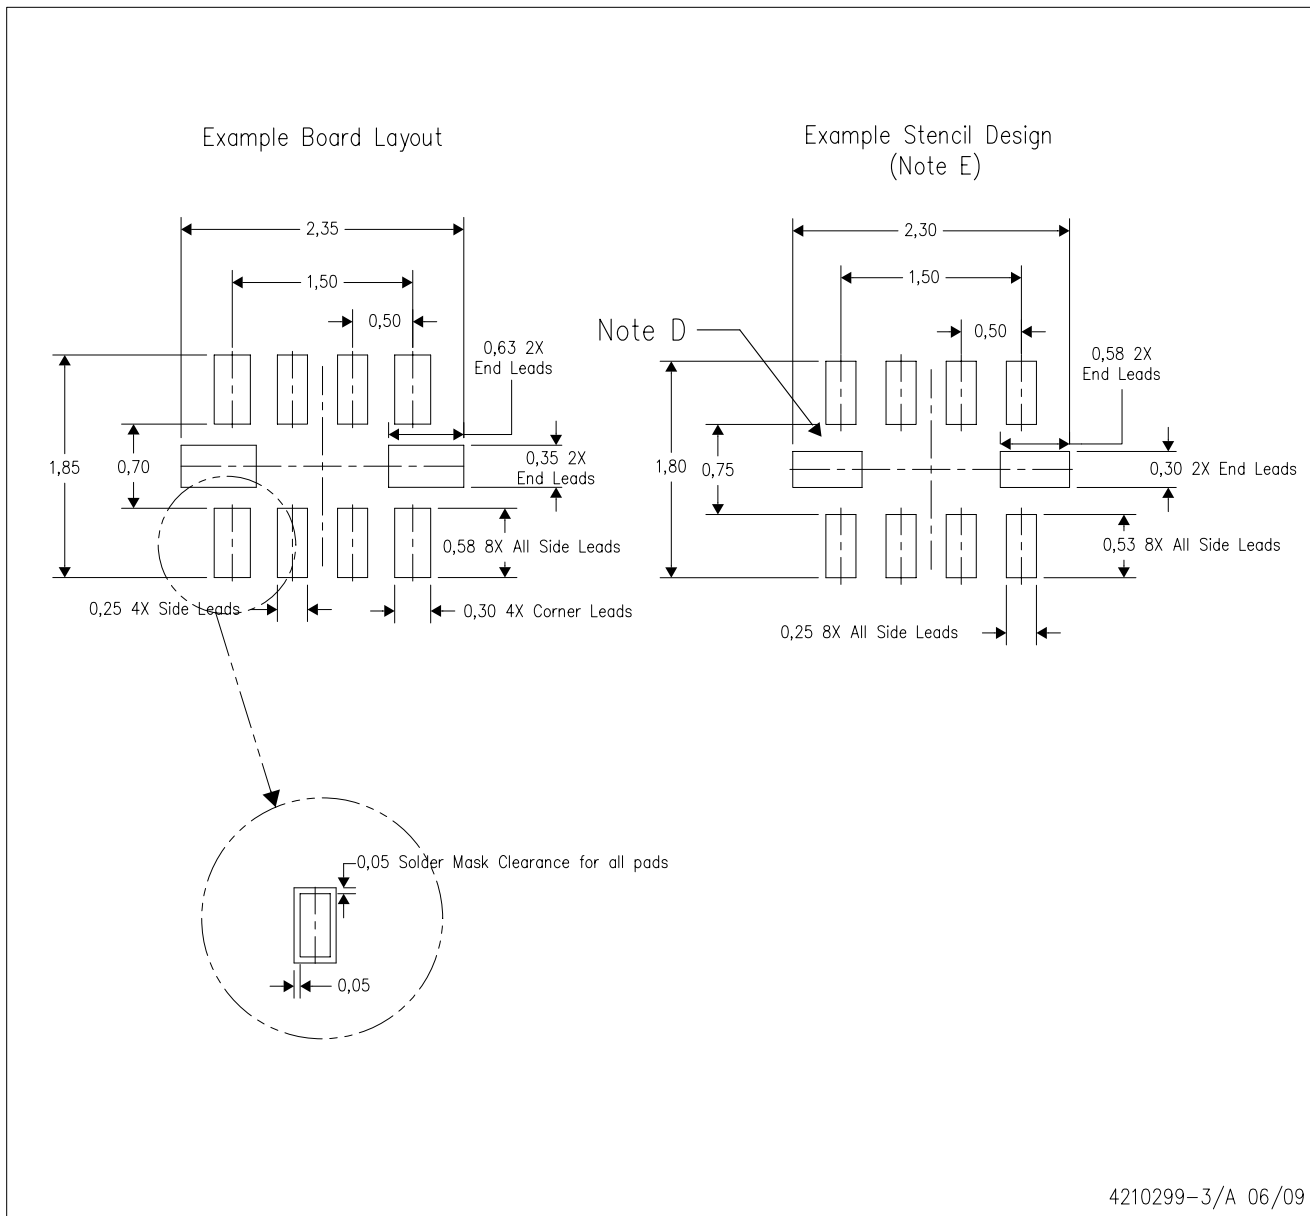 Example Board Layout
2,35
1,50
0,50
0,63 2X
End Leads
1,85
0,70
0,35 2X
End Leads
0,58 8X All Side Leads
0,25 4X Side Leads
0,30 4X Corner Leads
0,05 Solder Mask Clearance for all pads
0,05
Example Stencil Design
(Note E)
2,30
1,50
0,50
Note D
0,58 2X
End Leads
1,80
0,75
0,30 2X End Leads
0,53 8X All Side Leads
0,25 8X All Side Leads
4210299-3/A 06/09